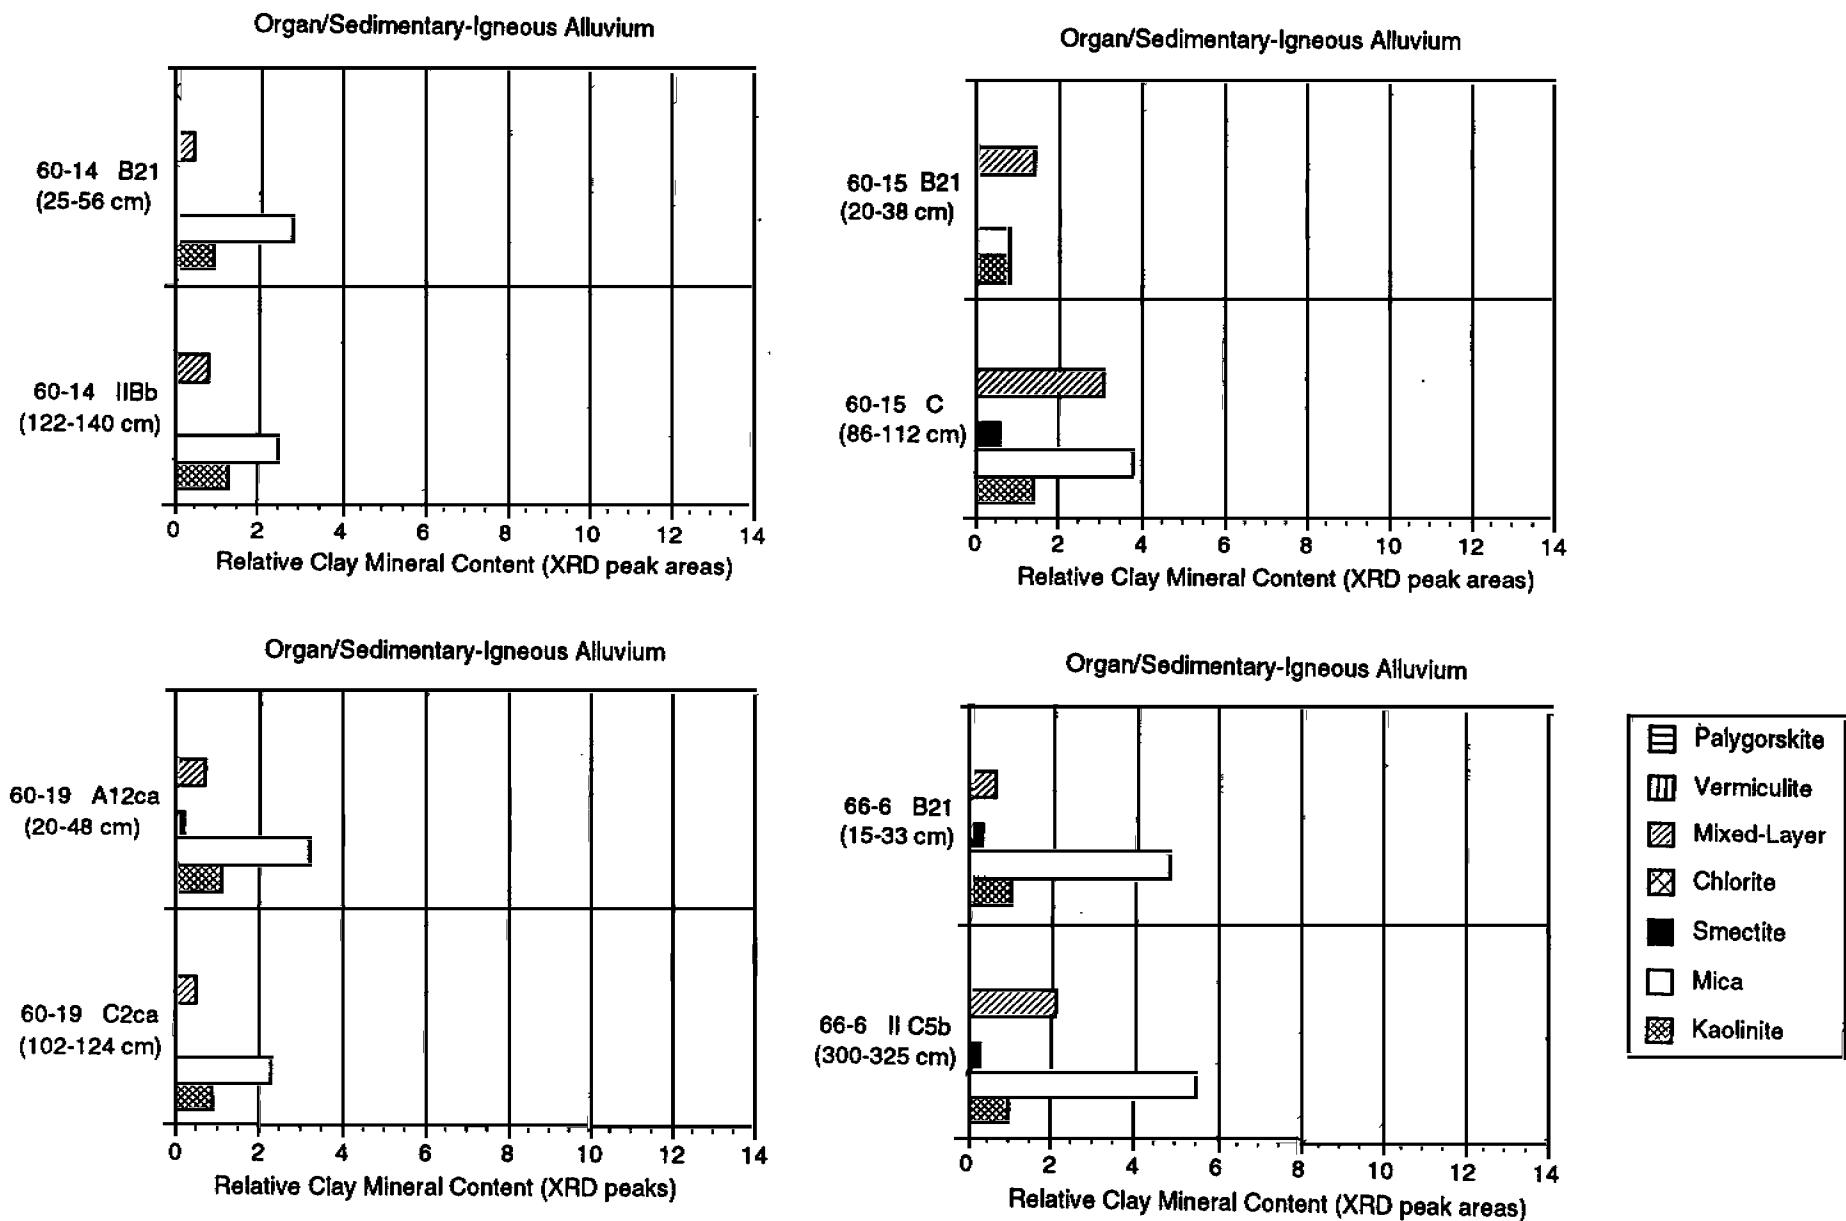 Organ/Sedimentary-Igneous Alluvium
60-14 B21
(25-56 cm)
60-14 IIBb
(122-140 cm)
0 2 4 6 8 10 12 14
Relative Clay Mineral Content (XRD peak areas)
Organ/Sedimentary-Igneous Alluvium
60-15 B21
(20-38 cm)
60-15 C
(86-112 cm)
0 2 4 6 8 10 12 14
Relative Clay Mineral Content (XRD peak areas)
Organ/Sedimentary-Igneous Alluvium
60-19 A12ca
(20-48 cm)
60-19 C2ca
(102-124 cm)
0 2 4 6 8 10 12 14
Relative Clay Mineral Content (XRD peaks)
Organ/Sedimentary-Igneous Alluvium
66-6 B21
(15-33 cm)
66-6 II C5b
(300-325 cm)
0 2 4 6 8 10 12 14
Relative Clay Mineral Content (XRD peak areas)
Palygorskite
Vermiculite
Mixed-Layer
Chlorite
Smectite
Mica
Kaolinite